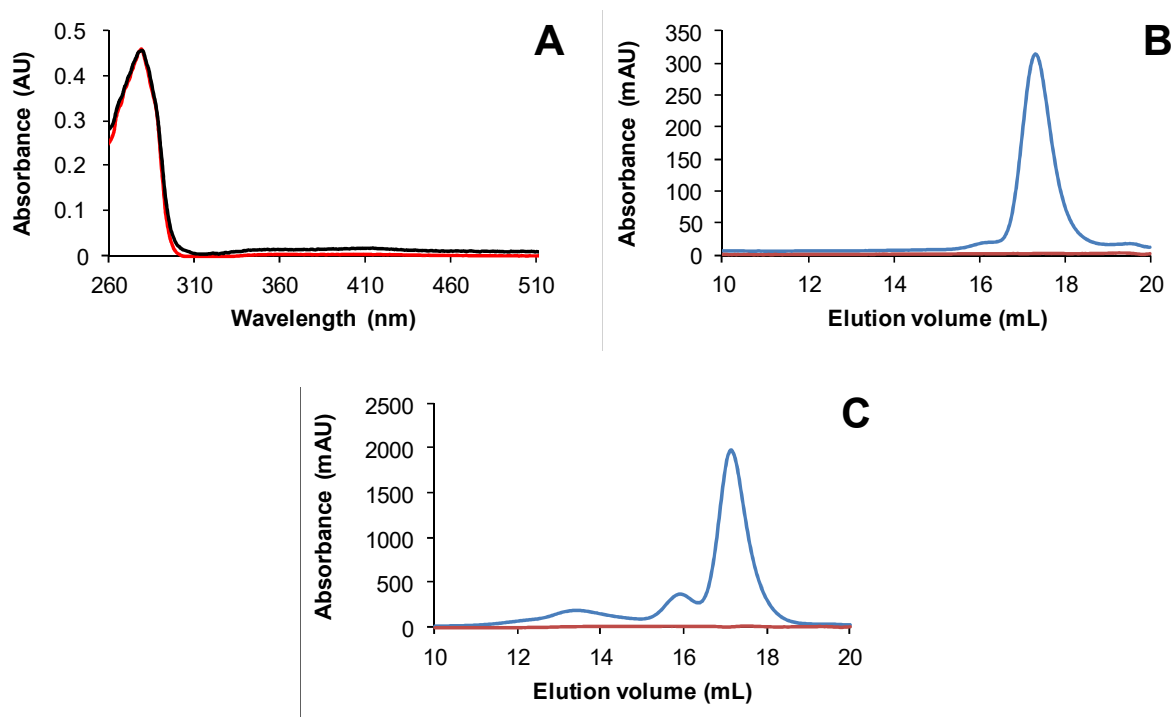 A
0.5
0.4
0.3
0.2
0.1
0
Absorbance (AU)
260 310 360 410 460 510
Wavelength (nm)
B
350
300
250
200
150
100
50
0
Absorbance (mAU)
10 12 14 16 18 20
Elution volume (mL)
C
2500
2000
1500
1000
500
0
Absorbance (mAU)
10 12 14 16 18 20
Elution volume (mL)